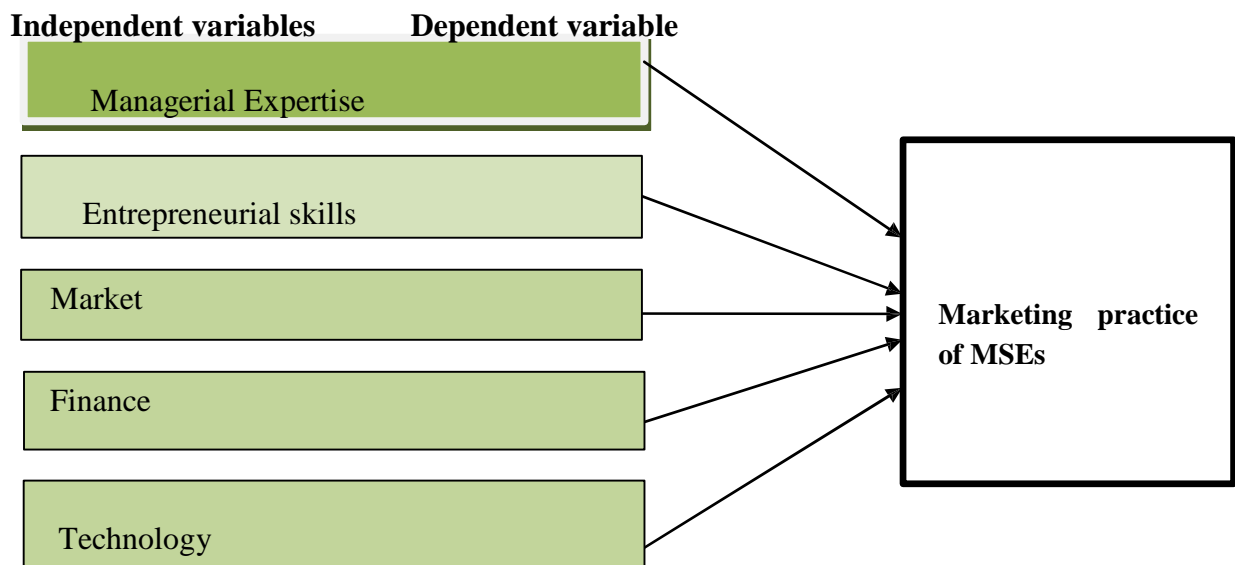 Independent variables Dependent variable
Managerial Expertise
Entrepreneurial skills
Market
Finance
Technology
Marketing practice
of MSEs